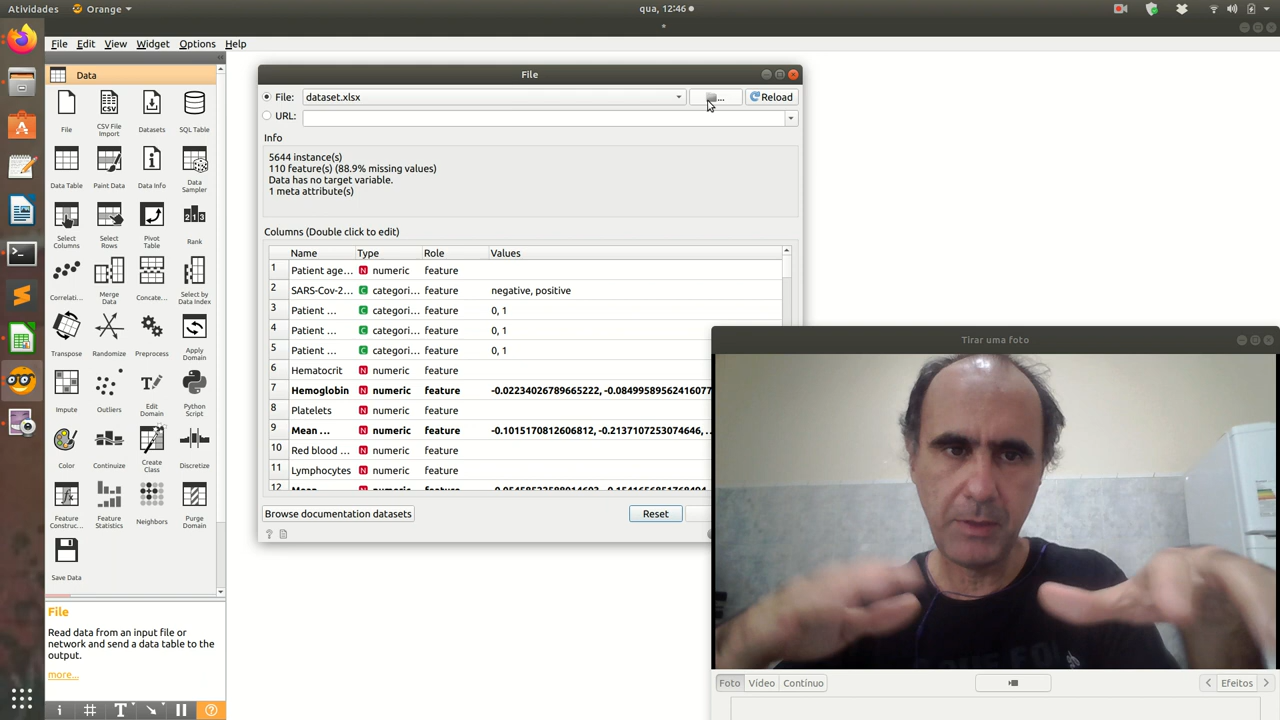 Atividades
Orange
qua, 12:46
File Edit View Widget Options Help
Data
File
CSV File Import
Datasets
SQL Table
Data Table
Paint Data
Data Info
Data Sampler
Select Columns
Select Rows
Pivot Table
Rank
Correlati...
Merge Data
Concate...
Select by Data Index
Transpose
Randomize
Preprocess
Apply Domain
Impute
Outliers
Edit Domain
Python Script
Color
Continuize
Create Class
Discretize
Feature Construc...
Feature Statistics
Neighbors
Purge Domain
Save Data
File
Read data from an input file or
network and send a data table to the
output.
more...
File
File: dataset.xlsx ... Reload
URL:
Info
5644 instance(s)
110 feature(s) (88.9% missing values)
Data has no target variable.
1 meta attribute(s)
Columns (Double click to edit)
Name Type Role Values
1 Patient age... N numeric feature
2 SARS-Cov-2... C categori... feature negative, positive
3 Patient ... C categori... feature 0, 1
4 Patient ... C categori... feature 0, 1
5 Patient ... C categori... feature 0, 1
6 Hematocrit N numeric feature
7 Hemoglobin N numeric feature -0.02234026789665222, -0.08499589562416077
8 Platelets N numeric feature
9 Mean ... N numeric feature -0.1015170812606812, -0.2137107253074646, ..
10 Red blood ... N numeric feature
11 Lymphocytes N numeric feature
12
Browse documentation datasets
Reset
Tirar uma foto
Foto Vídeo Contínuo
Efeitos